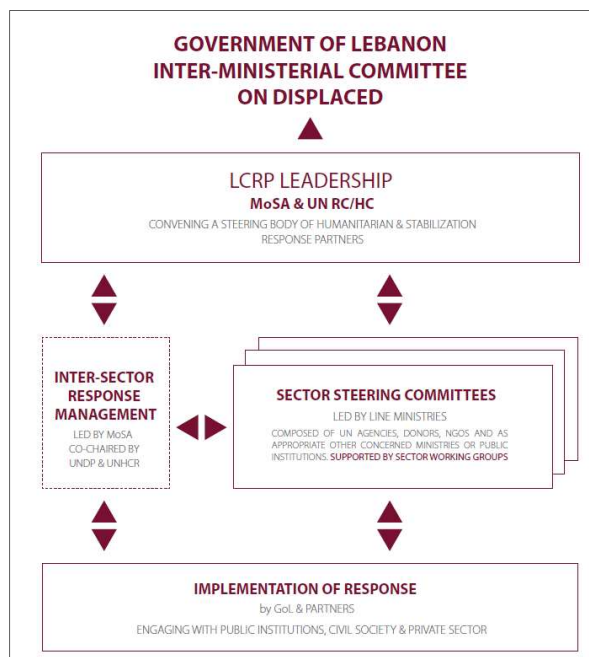 GOVERNMENT OF LEBANON
INTER-MINISTERIAL COMMITTEE
ON DISPLACED
LCRP LEADERSHIP
MoSA & UN RC/HC
CONVENING A STEERING BODY OF HUMANITARIAN & STABILIZATION
RESPONSE PARTNERS
INTER-SECTOR
RESPONSE
MANAGEMENT
LED BY MoSA
CO-CHAIRED BY
UNDP & UNHCR
SECTOR STEERING COMMITTEES
LED BY LINE MINISTRIES
COMPOSED OF UN AGENCIES, DONORS, NGOS AND AS
APPROPRIATE OTHER CONCERNED MINISTRIES OR PUBLIC
INSTITUTIONS. SUPPORTED BY SECTOR WORKING GROUPS
IMPLEMENTATION OF RESPONSE
by GoL & PARTNERS
ENGAGING WITH PUBLIC INSTITUTIONS, CIVIL SOCIETY & PRIVATE SECTOR